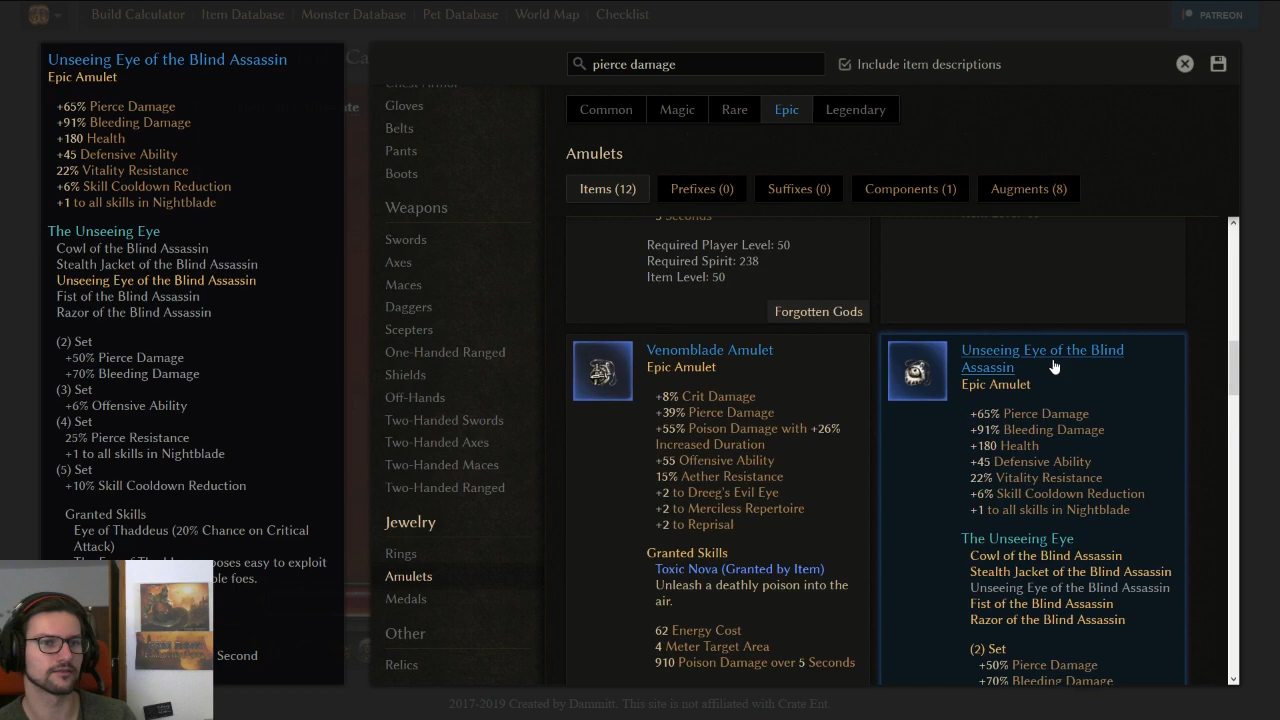 Build Calculator
Item Database
Monster Database
Pet Database
World Map
Checklist
PATREON
Unseeing Eye of the Blind Assassin
Epic Amulet
+65% Pierce Damage
+91% Bleeding Damage
+180 Health
+45 Defensive Ability
22% Vitality Resistance
+6% Skill Cooldown Reduction
+1 to all skills in Nightblade
The Unseeing Eye
Cowl of the Blind Assassin
Stealth Jacket of the Blind Assassin
Unseeing Eye of the Blind Assassin
Fist of the Blind Assassin
Razor of the Blind Assassin
(2) Set
+50% Pierce Damage
+70% Bleeding Damage
(3) Set
+6% Offensive Ability
(4) Set
25% Pierce Resistance
+1 to all skills in Nightblade
(5) Set
+10% Skill Cooldown Reduction
Granted Skills
Eye of Thaddeus (20% Chance on Critical
Attack)
poses easy to exploit
ble foes.
Second
pierce damage
Include item descriptions
Chest Armor
Gloves
Belts
Pants
Boots
Weapons
Swords
Axes
Maces
Daggers
Scepters
One-Handed Ranged
Shields
Off-Hands
Two-Handed Swords
Two-Handed Axes
Two-Handed Maces
Two-Handed Ranged
Jewelry
Rings
Amulets
Medals
Other
Relics
Common
Magic
Rare
Epic
Legendary
Amulets
Items (12)
Prefixes (0)
Suffixes (0)
Components (1)
Augments (8)
5 Seconds
Required Player Level: 50
Required Spirit: 238
Item Level: 50
Forgotten Gods
Venomblade Amulet
Epic Amulet
+8% Crit Damage
+39% Pierce Damage
+55% Poison Damage with +26%
Increased Duration
+55 Offensive Ability
15% Aether Resistance
+2 to Dreeg's Evil Eye
+2 to Merciless Repertoire
+2 to Reprisal
Granted Skills
Toxic Nova (Granted by Item)
Unleash a deathly poison into the
air.
62 Energy Cost
4 Meter Target Area
910 Poison Damage over 5 Seconds
Unseeing Eye of the Blind
Assassin
Epic Amulet
+65% Pierce Damage
+91% Bleeding Damage
+180 Health
+45 Defensive Ability
22% Vitality Resistance
+6% Skill Cooldown Reduction
+1 to all skills in Nightblade
The Unseeing Eye
Cowl of the Blind Assassin
Stealth Jacket of the Blind Assassin
Unseeing Eye of the Blind Assassin
Fist of the Blind Assassin
Razor of the Blind Assassin
(2) Set
+50% Pierce Damage
+70% Bleeding Damage
2017-2019 Created by Dammitt. This site is not affiliated with Crate Ent.